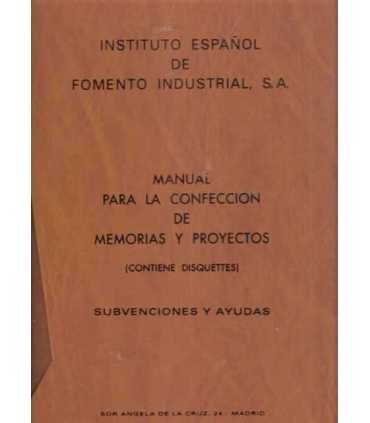 INSTITUTO ESPAÑOL
DE
FOMENTO INDUSTRIAL, S.A.
MANUAL
PARA LA CONFECCION
DE
MEMORIAS Y PROYECTOS
(CONTIENE DISQUETTES)
SUBVENCIONES Y AYUDAS
SOR ANGELA DE LA CRUZ, 24 - MADRID